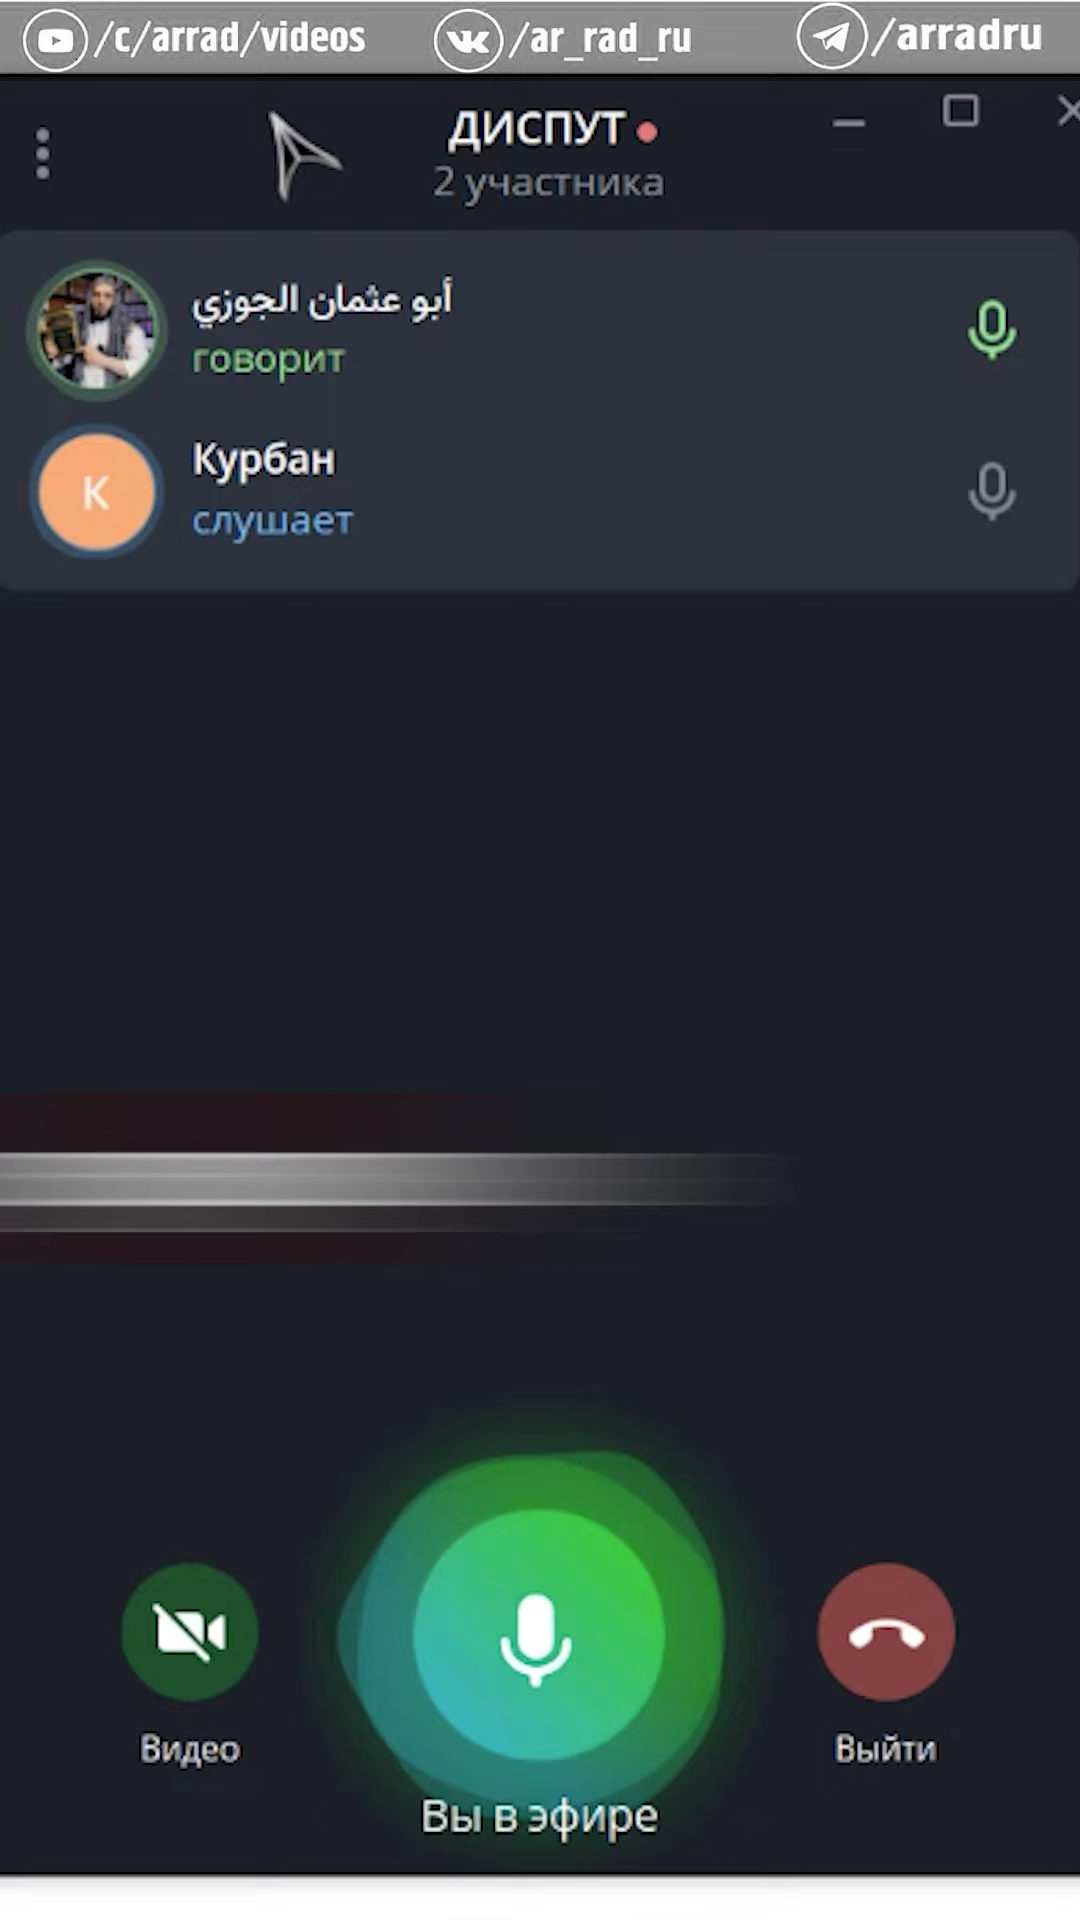 /c/arrad/videos
/ar_rad_ru
/arradru
ДИСПУТ
2 участника
أبو عثمان الجوزي
говорит
К
Курбан
слушает
Видео
Выйти
Вы в эфире